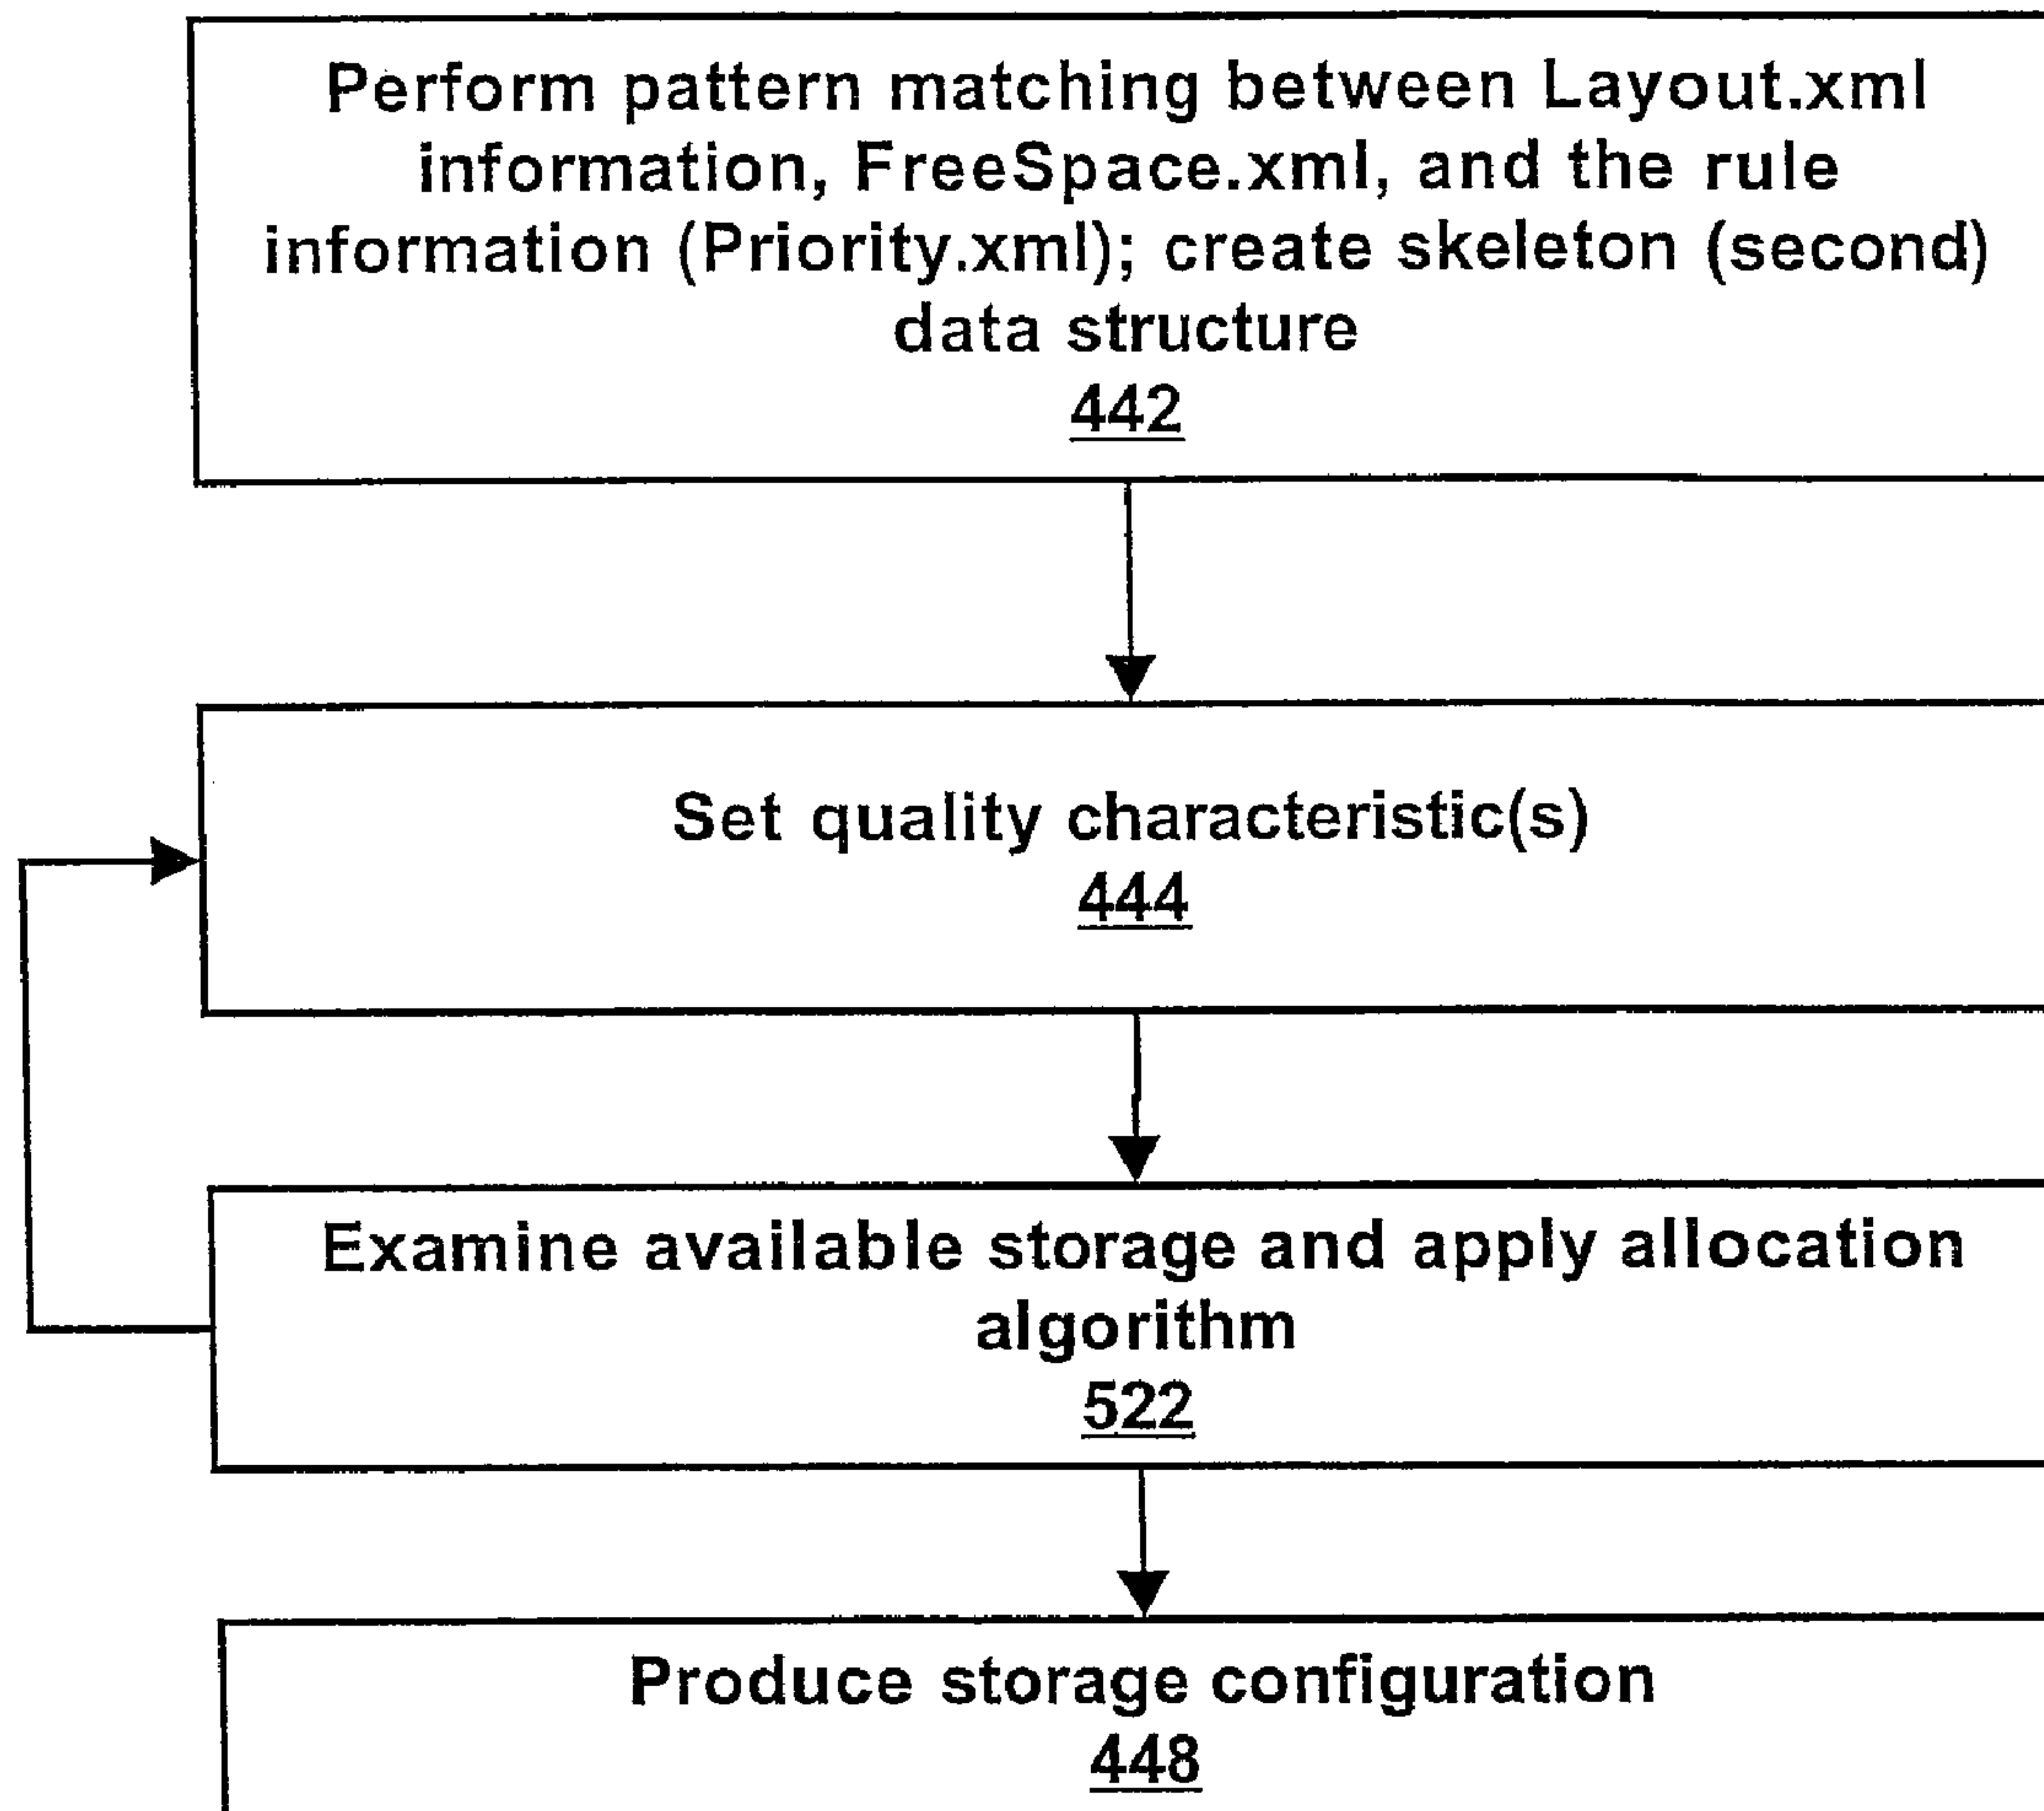 Perform pattern matching between Layout.xml
information, FreeSpace.xml, and the rule
information (Priority.xml); create skeleton (second)
data structure
442
Set quality characteristic(s)
444
Examine available storage and apply allocation
algorithm
522
Produce storage configuration
448